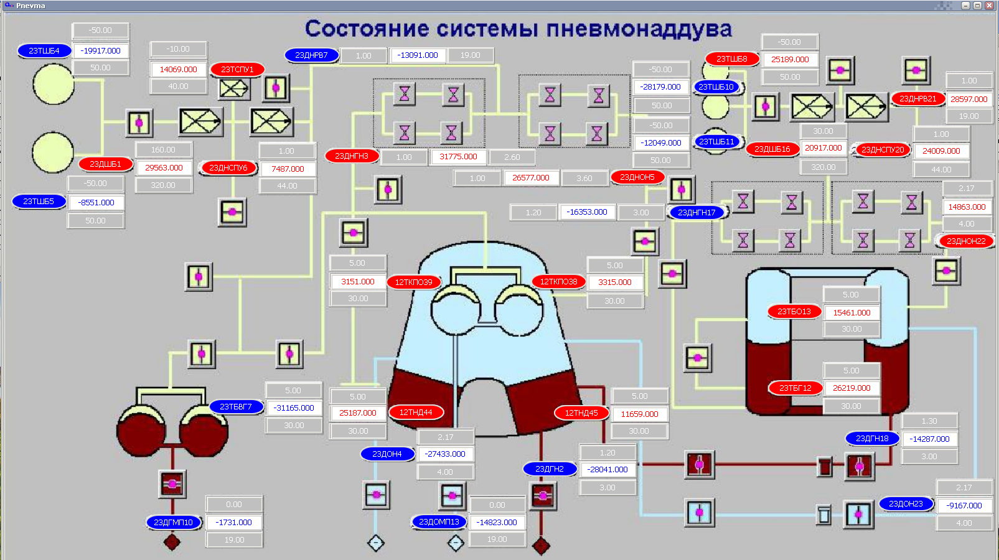 Pnevma
Состояние системы пневмонаддува
-50.00
23ТШБ4 -19917.000
50.00
-10.00
14069.000 23ТСПУ1
40.00
23ДНРВ7 1.00 -13091.000 19.00
-50.00
23ТШБ8 25189.000
50.00
-50.00
-28179.000 23ТШБ10
50.00
1.00
23ДНРВ21 28597.000
19.00
-50.00
-12049.000 23ТШБ11
50.00
30.00
23ДШБ16 20917.000
320.00
1.00
23ДНСПУ20 24009.000
44.00
160.00
23ДШБ1 29563.000
320.00
1.00
23ДНСПУ6 7487.000
44.00
23ДНГН3 1.00 31775.000 2.60
1.00 26577.000 3.60 23ДНОН5
-50.00
23ТШБ5 -8551.000
50.00
1.20 -16353.000 3.00 23ДНГН17
2.17
14863.000
4.00
23ДНОН22
5.00
3151.000 12ТКПО39
30.00
5.00
12ТКПО38 3315.000
30.00
5.00
23ТБО13 15461.000
30.00
5.00
23ТБГ12 26219.000
30.00
5.00
23ТБВГ7 -31165.000
30.00
5.00
25187.000 12ТНД44
30.00
5.00
12ТНД45 11659.000
30.00
2.17
23ДОН4 -27433.000
4.00
1.20
23ДГН2 -28041.000
3.00
1.30
23ДГН18 -14287.000
3.00
2.17
23ДОН23 -9167.000
4.00
0.00
23ДГМП10 -1731.000
19.00
0.00
23ДОМП13 -14823.000
19.00